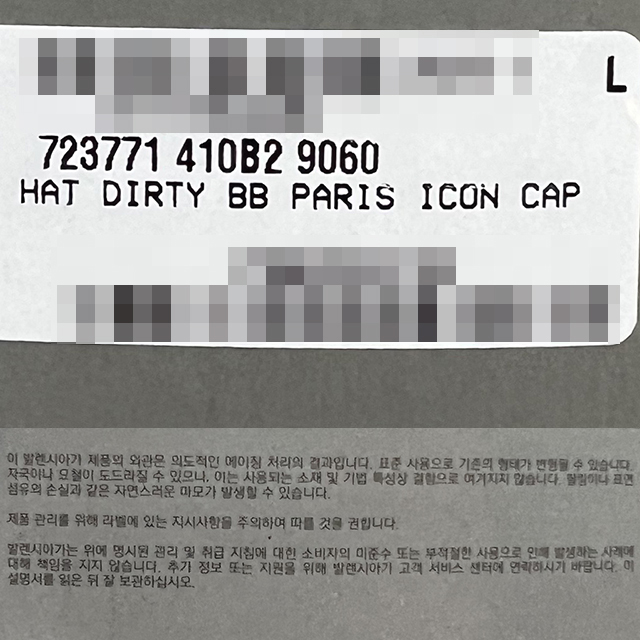 L
723771 410B2 9060
HAT DIRTY BB PARIS ICON CAP
이 발렌시아가 제품의 외관은 의도적인 에이징 처리의 결과입니다. 표준 사용으로 기존의 형태가 변형될 수 있습니다.
자국이나 요철이 도드라질 수 있으나, 이는 사용되는 소재 및 기법 특성상 결함으로 여겨지지 않습니다. 헐렁이나 표면
섬유의 손실과 같은 자연스러운 마모가 발생할 수 있습니다.
제품 관리를 위해 라벨에 있는 지시사항을 주의하여 따를 것을 권합니다.
발렌시아가는 위에 명시된 관리 및 취급 지침에 대한 소비자의 미준수 또는 부적절한 사용으로 인해 발생하는 사례에
대해 책임을 지지 않습니다. 추가 정보 또는 지원을 위해 발렌시아가 고객 서비스 센터에 연락하시기 바랍니다. 이
설명서를 읽은 뒤 잘 보관하십시오.